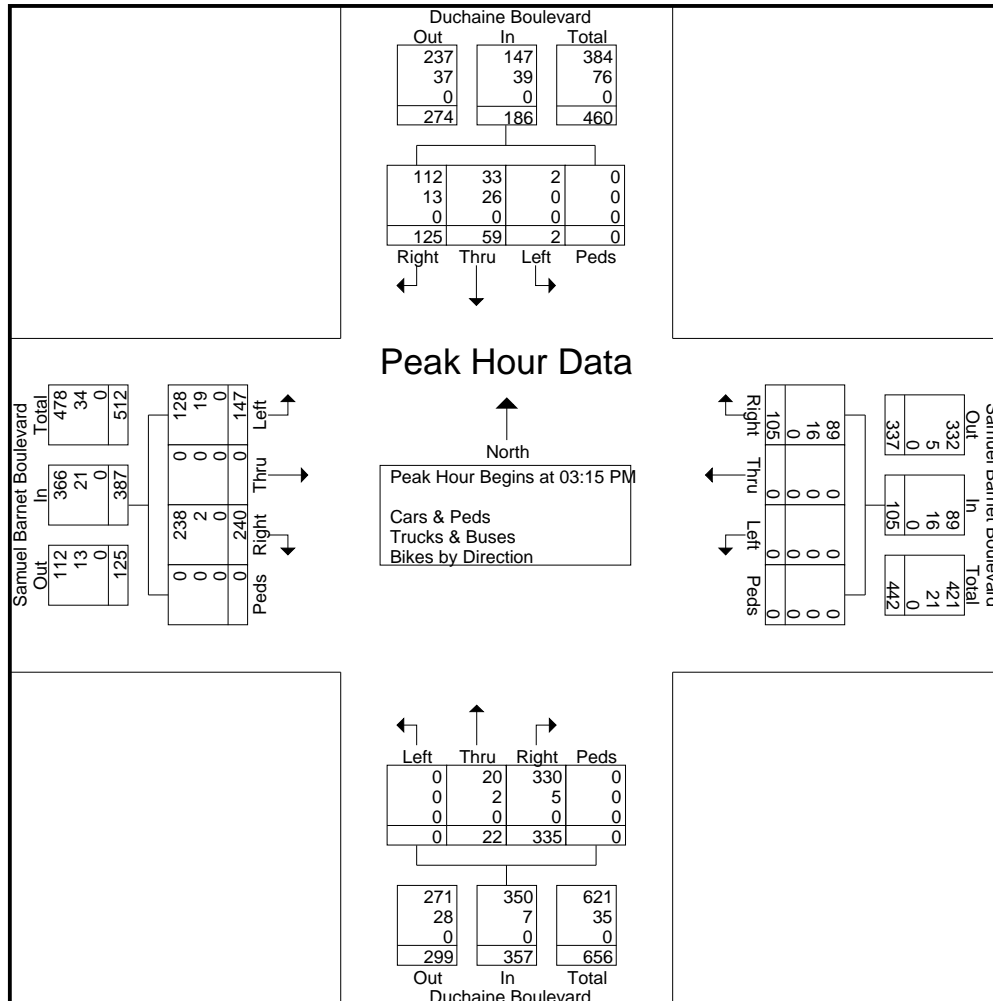 Duchaine Boulevard
Out In Total
237 147 384
37 39 76
0 0 0
274 186 460
112 33 2 0
13 26 0 0
0 0 0 0
125 59 2 0
Right Thru Left Peds
Peak Hour Data
North
Peak Hour Begins at 03:15 PM
Cars & Peds
Trucks & Buses
Bikes by Direction
Samuel Barnet Boulevard
Out In Total
112 366 478
13 21 34
0 0 0
125 387 512
0 238 0 128
0 2 0 19
0 0 0 0
0 240 0 147
Peds Right Thru Left
Samuel Barnet Boulevard
Out In Total
332 89 421
5 16 21
0 0 0
337 105 442
89 0 0 0
16 0 0 0
0 0 0 0
105 0 0 0
Right Thru Left Peds
Left Thru Right Peds
0 20 330 0
0 2 5 0
0 0 0 0
0 22 335 0
271 350 621
28 7 35
0 0 0
299 357 656
Out In Total
Duchaine Boulevard